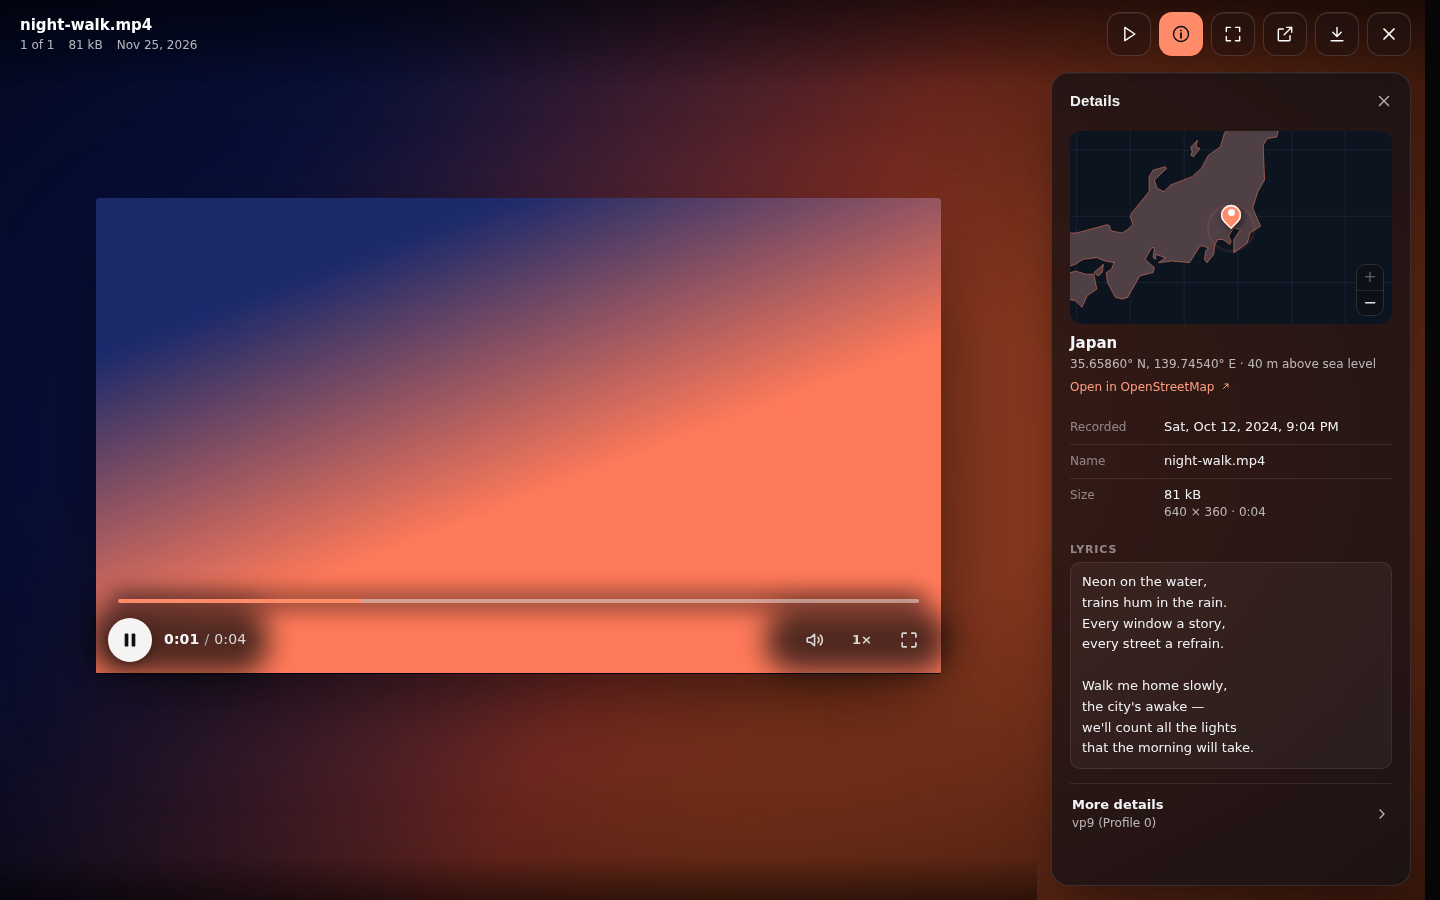 night-walk.mp4
1 of 1 81 kB Nov 25, 2026
Details
Japan
35.65860° N, 139.74540° E · 40 m above sea level
Open in OpenStreetMap ↗
Recorded Sat, Oct 12, 2024, 9:04 PM
Name night-walk.mp4
Size 81 kB
640 × 360 · 0:04
LYRICS
Neon on the water,
trains hum in the rain.
Every window a story,
every street a refrain.
Walk me home slowly,
the city's awake —
we'll count all the lights
that the morning will take.
More details
vp9 (Profile 0)
0:01 / 0:04
1×